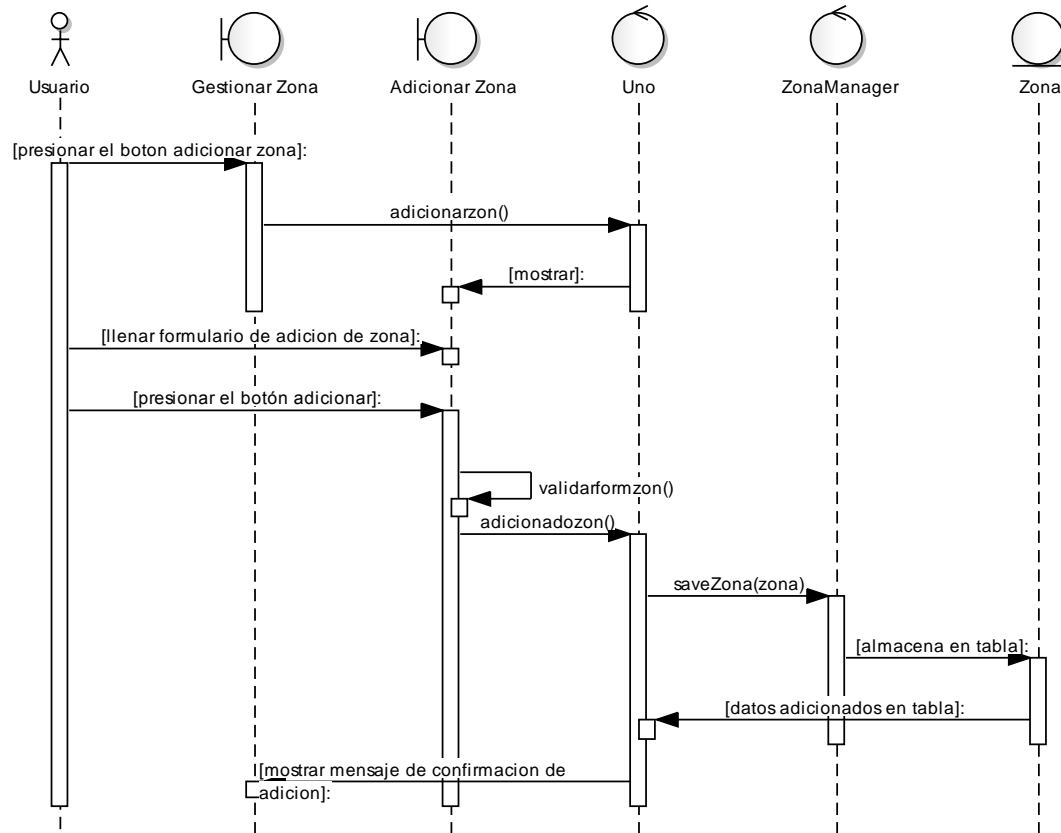 Usuario
Gestionar Zona
Adicionar Zona
Uno
ZonaManager
Zona
[presionar el boton adicionar zona]:
adicionarzon()
[mostrar]:
[llenar formulario de adicion de zona]:
[presionar el botón adicionar]:
validarformzon()
adicionadozon()
saveZona(zona)
[almacena en tabla]:
[datos adicionados en tabla]:
[mostrar mensaje de confirmacion de
adicion]: